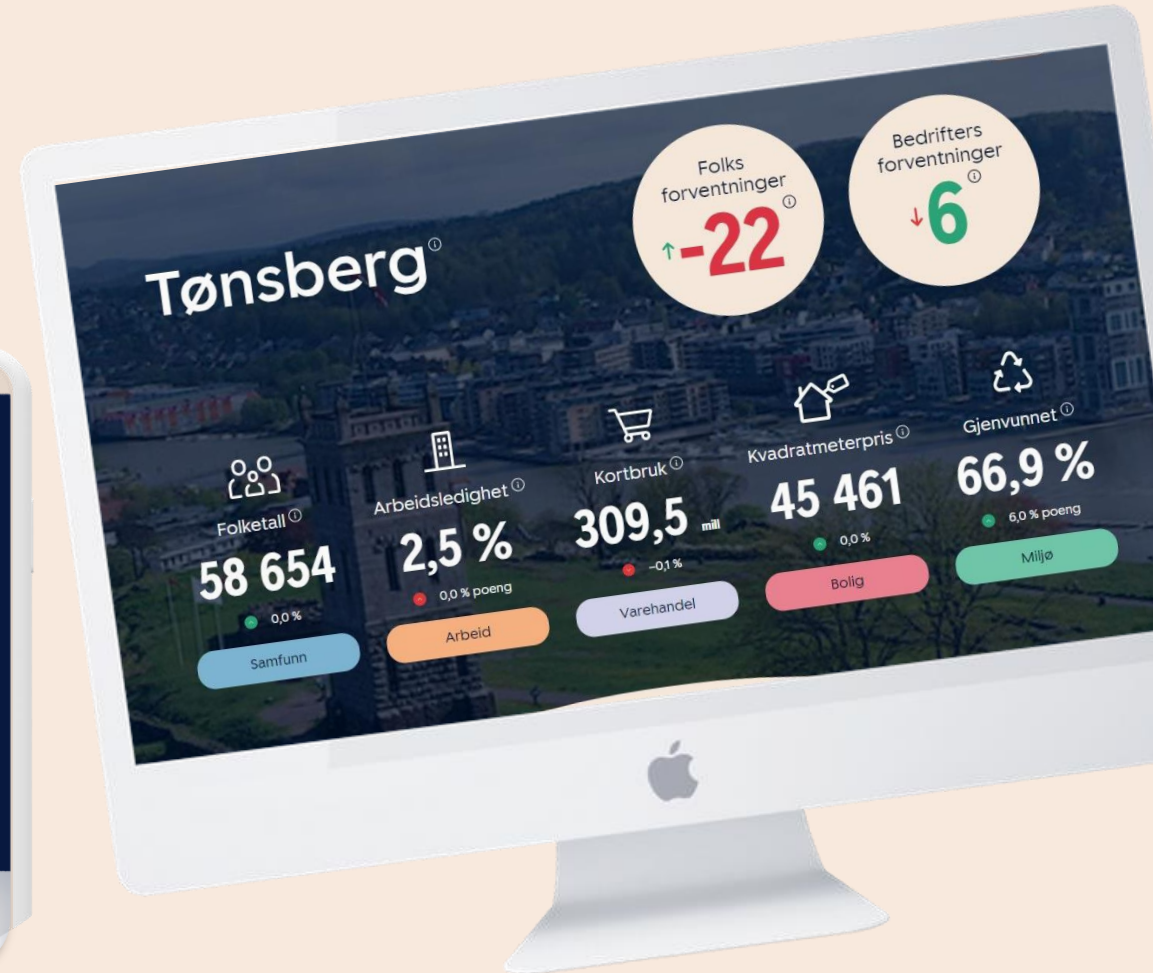 Tønsberg
Folks
forventninger
-22
Bedrifters
forventninger
6
Folketall
58 654
0,0 %
Samfunn
Arbeidsledighet
2,5 %
0,0 % poeng
Arbeid
Kortbruk
309,5 mill
-0,1 %
Varehandel
Kvadratmeterpris
45 461
0,0 %
Bolig
Gjenvunnet
66,9 %
6,0 % poeng
Miljø